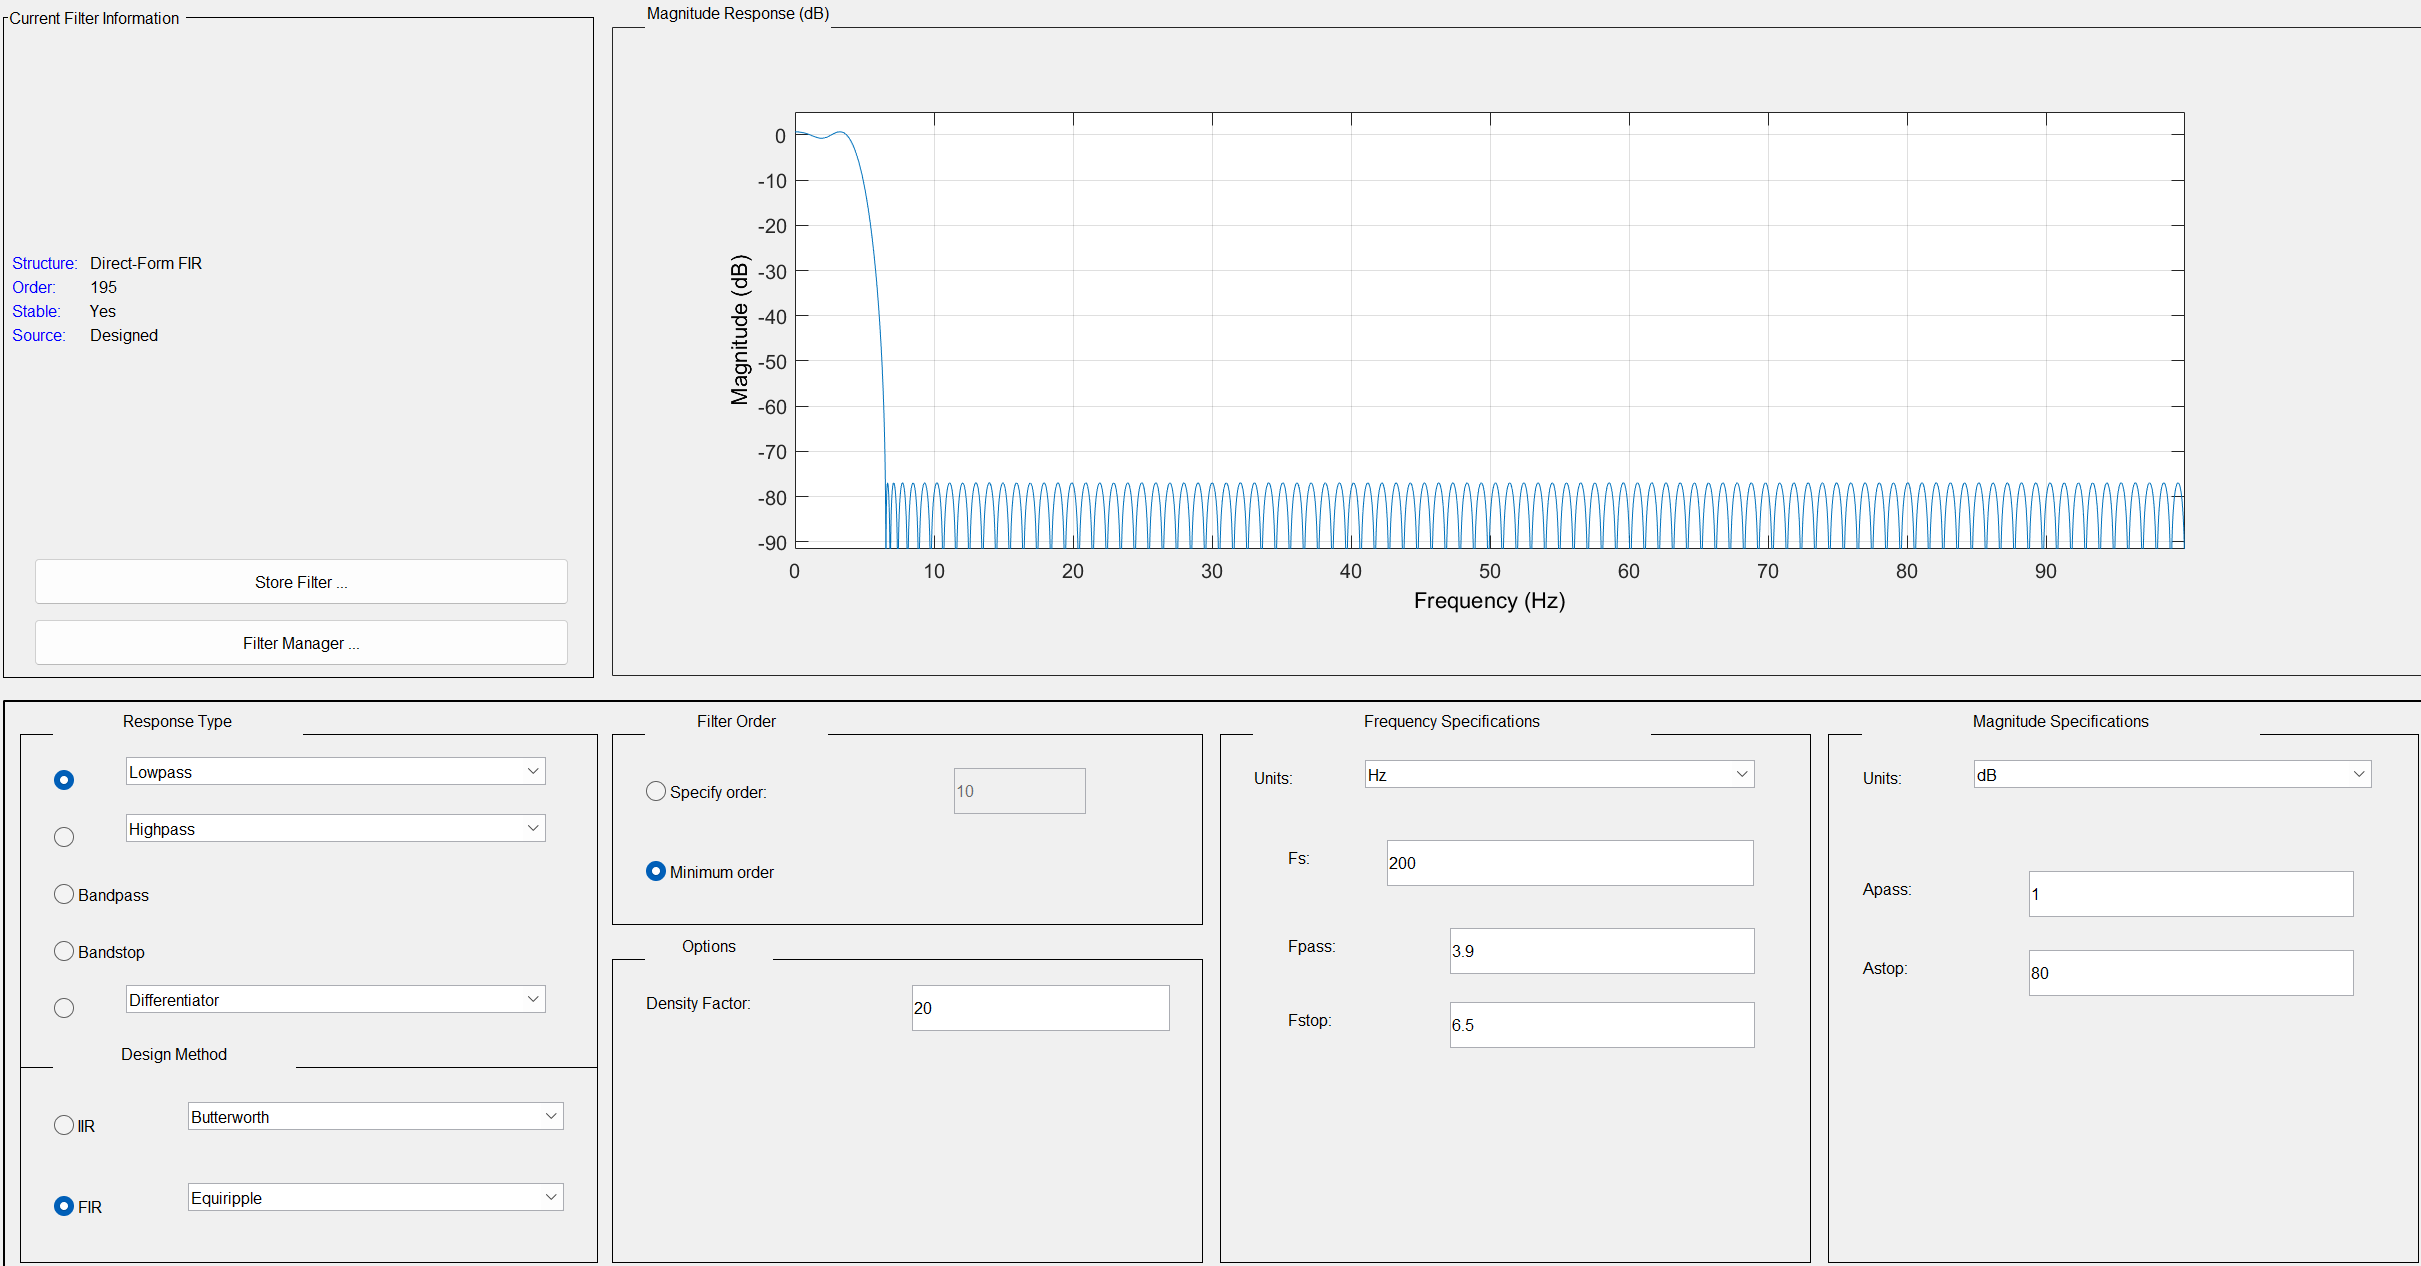 Current Filter Information
Structure: Direct-Form FIR
Order: 195
Stable: Yes
Source: Designed
Store Filter ...
Filter Manager ...
Magnitude Response (dB)
Magnitude (dB)
0
-10
-20
-30
-40
-50
-60
-70
-80
-90
0 10 20 30 40 50 60 70 80 90
Frequency (Hz)
Response Type
Lowpass
Highpass
Bandpass
Bandstop
Differentiator
Design Method
IIR Butterworth
FIR Equiripple
Filter Order
Specify order: 10
Minimum order
Options
Density Factor: 20
Frequency Specifications
Units: Hz
Fs: 200
Fpass: 3.9
Fstop: 6.5
Magnitude Specifications
Units: dB
Apass: 1
Astop: 80